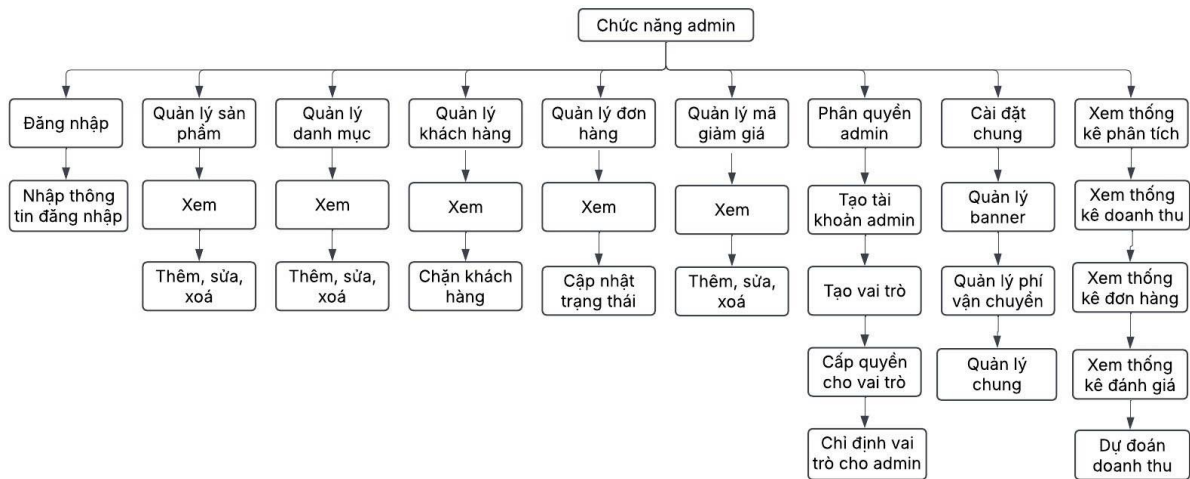 Chức năng admin
Đăng nhập
Quản lý sản
phẩm
Quản lý
danh mục
Quản lý
khách hàng
Quản lý đơn
hàng
Quản lý mã
giảm giá
Phân quyền
admin
Cài đặt
chung
Xem thống
kê phân tích
Nhập thông
tin đăng nhập
Xem
Xem
Xem
Xem
Xem
Tạo tài
khoản admin
Quản lý
banner
Xem thống
kê doanh thu
Thêm, sửa,
xoá
Thêm, sửa,
xoá
Chặn khách
hàng
Cập nhật
trạng thái
Thêm, sửa,
xoá
Tạo vai trò
Quản lý phí
vận chuyển
Xem thống
kê đơn hàng
Cấp quyền
cho vai trò
Quản lý
chung
Xem thống
kê đánh giá
Chỉ định vai
trò cho admin
Dự đoán
doanh thu